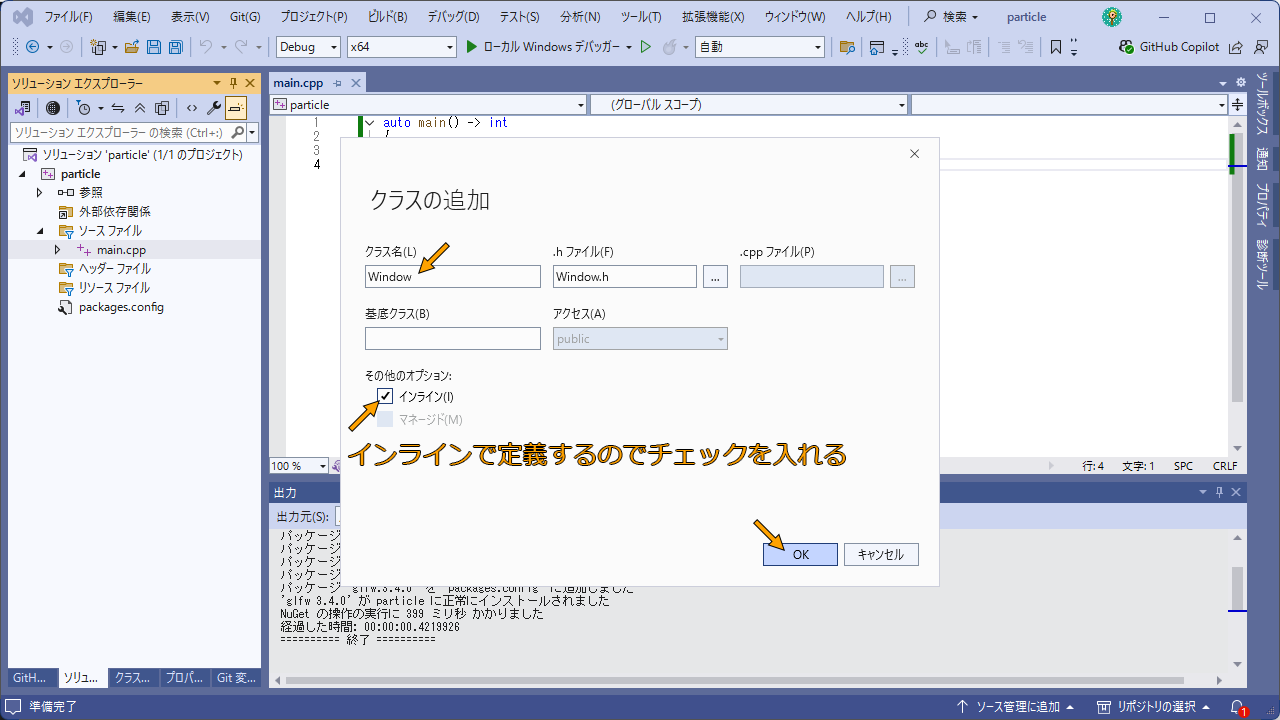 ファイル(F) 編集(E) 表示(V) Git(G) プロジェクト(P) ビルド(B) デバッグ(D) テスト(S) 分析(N) ツール(T) 拡張機能(X) ウィンドウ(W) ヘルプ(H) 検索 particle
Debug x64 ローカル Windows デバッガー 自動 abc GitHub Copilot
ソリューション エクスプローラー
ソリューション エクスプローラー の検索 (Ctrl+:)
ソリューション 'particle' (1/1 のプロジェクト)
particle
参照
外部依存関係
ソース ファイル
main.cpp
ヘッダー ファイル
リソース ファイル
packages.config
GitH... ソリュ... クラス... プロパ... Git 変...
main.cpp
particle (グローバル スコープ)
1 auto main() -> int
2
3
4
クラスの追加
クラス名(L) .h ファイル(F) .cpp ファイル(P)
Window Window.h ... ...
基底クラス(B) アクセス(A)
public
その他のオプション:
インライン(I)
マネージド(M)
インラインで定義するのでチェックを入れる
OK キャンセル
100 % 行: 4 文字: 1 SPC CRLF
出力
出力元(S):
パッケージ
パッケージ
パッケージ
パッケージ
パッケージ 'glfw.3.4.0' を 'packages.config' に追加しました
'glfw 3.4.0' が particle に正常にインストールされました
NuGet の操作の実行に 399 ミリ秒 かかりました
経過した時間: 00:00:00.4219926
========== 終了 ==========
ツールボックス
通知
プロパティ
診断ツール
準備完了 ソース管理に追加 リポジトリの選択 1